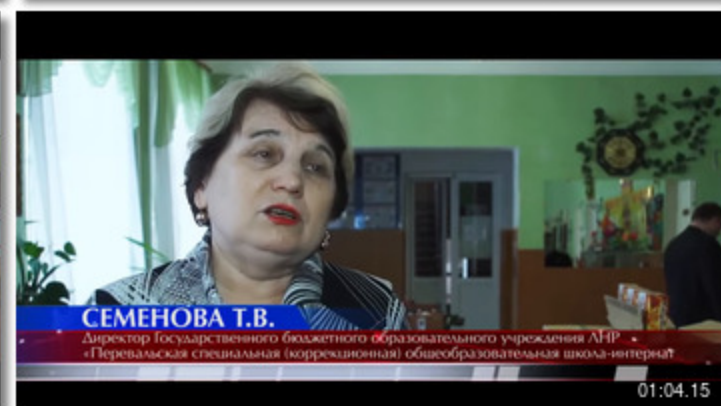 СЕМЕНОВА Т.В.
Директор Государственного бюджетного образовательного учреждения ЛНР
«Перевальская специальная (коррекционная) общеобразовательная школа-интернат
01:04.15